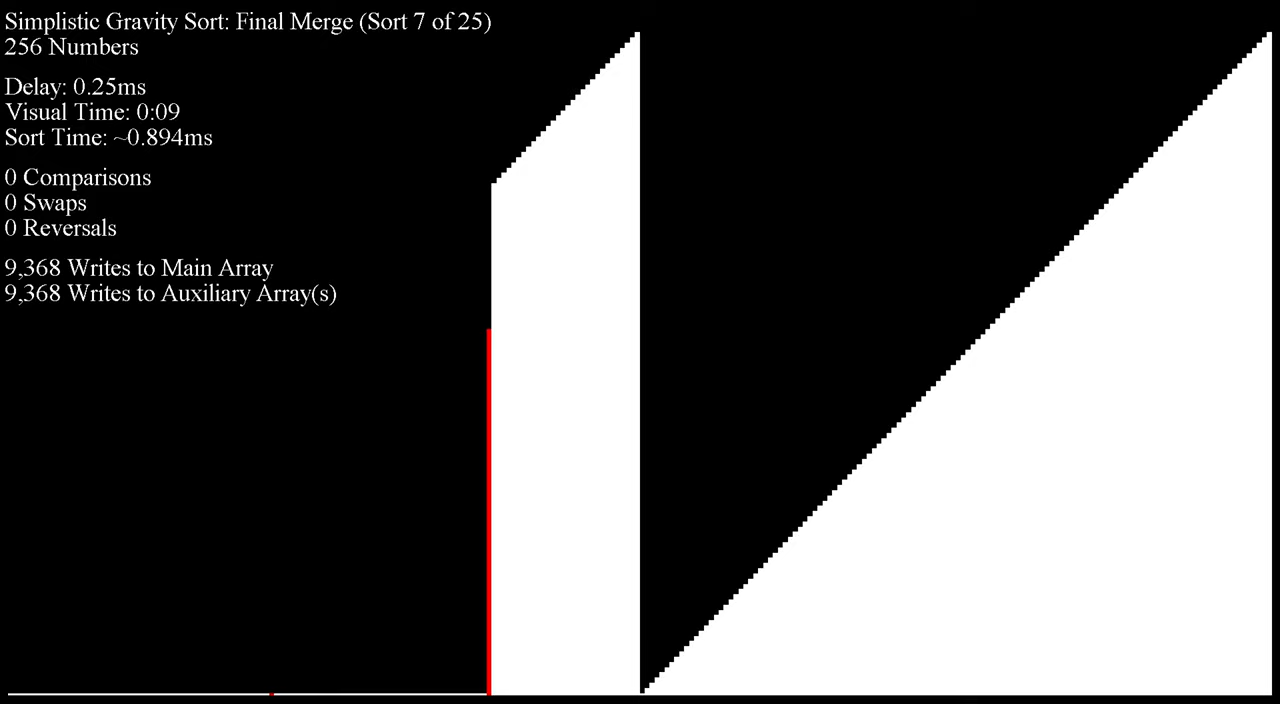 Simplistic Gravity Sort: Final Merge (Sort 7 of 25)
256 Numbers
Delay: 0.25ms
Visual Time: 0:09
Sort Time: ~0.894ms
0 Comparisons
0 Swaps
0 Reversals
9,368 Writes to Main Array
9,368 Writes to Auxiliary Array(s)